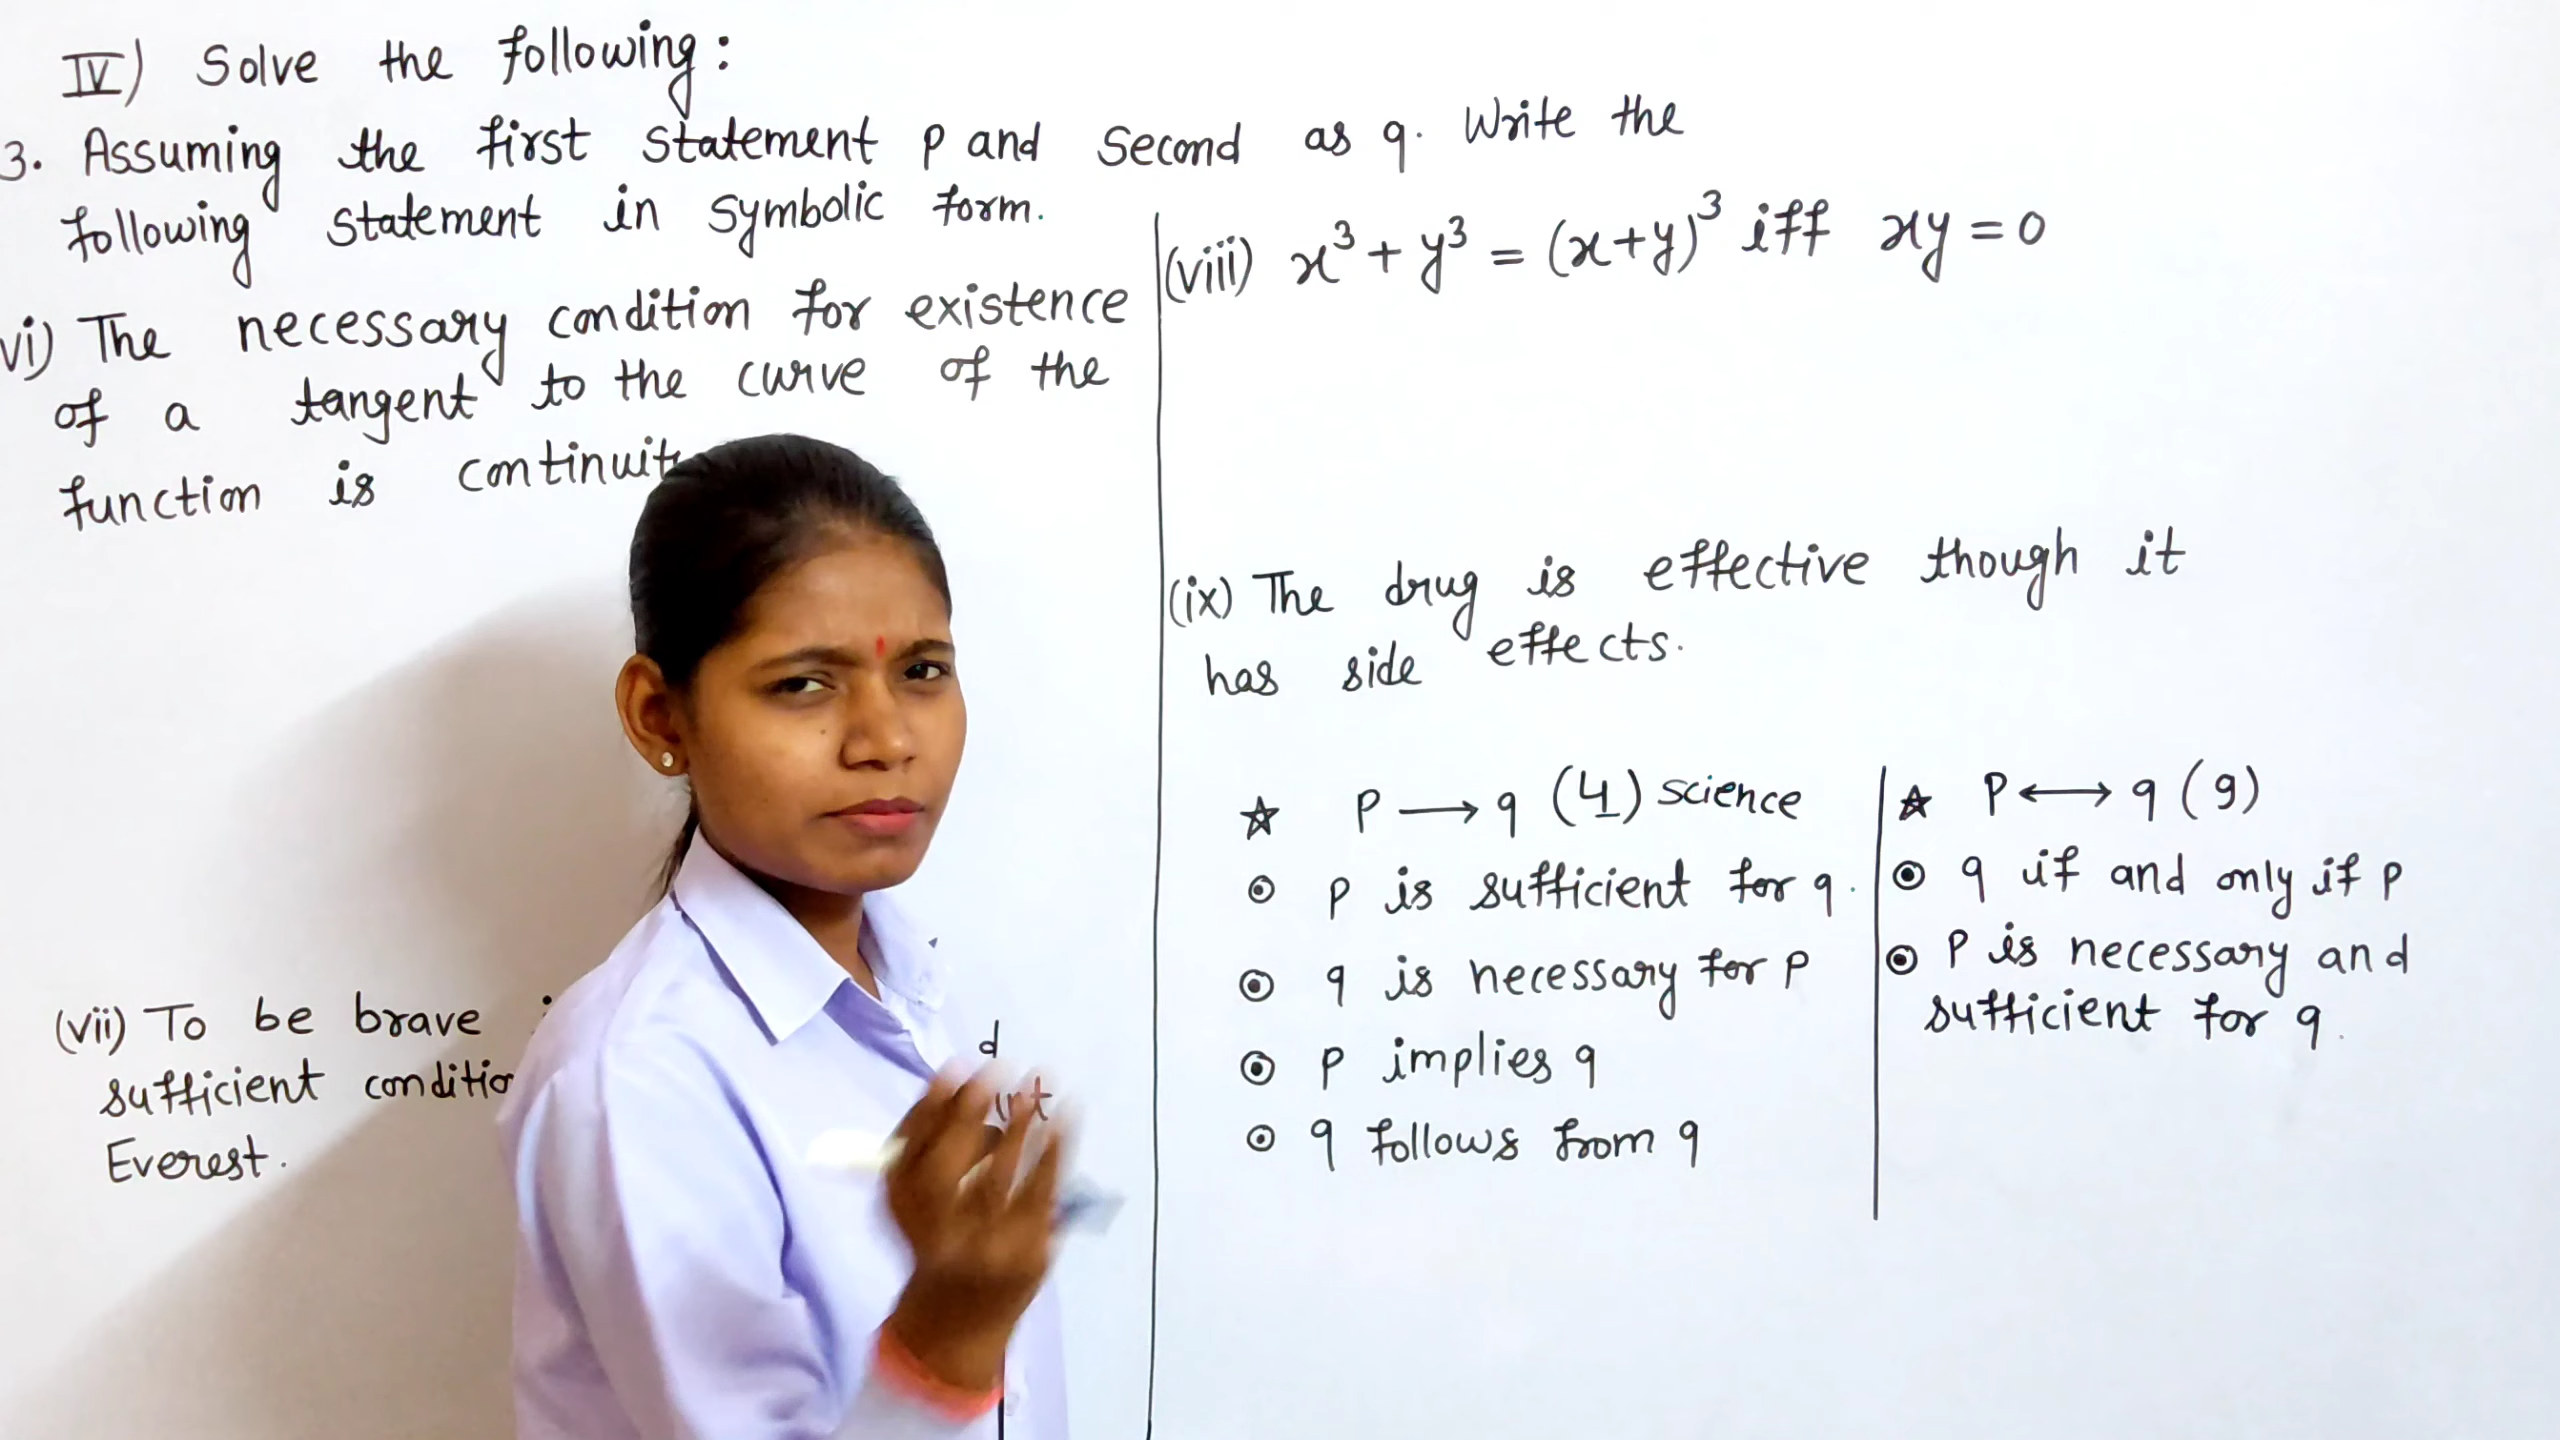 IV) Solve the following:
3. Assuming the first statement p and Second as q. Write the
following statement in symbolic form.
vi) The necessary condition for existence
of a tangent to the curve of the
function is
(vii) To be brave
sufficient
Everest.
(viii) x³ + y³ = (x+y)³ iff xy = 0
(ix) The drug is effective though it
has side effects.
☆ P ⟶ q (4) science
⊙ p is sufficient for q.
⊙ q is necessary for p
⊙ p implies q
⊙ q follows from q
☆ P ⟷ q (9)
⊙ q if and only if p
⊙ P is necessary and
sufficient for q.